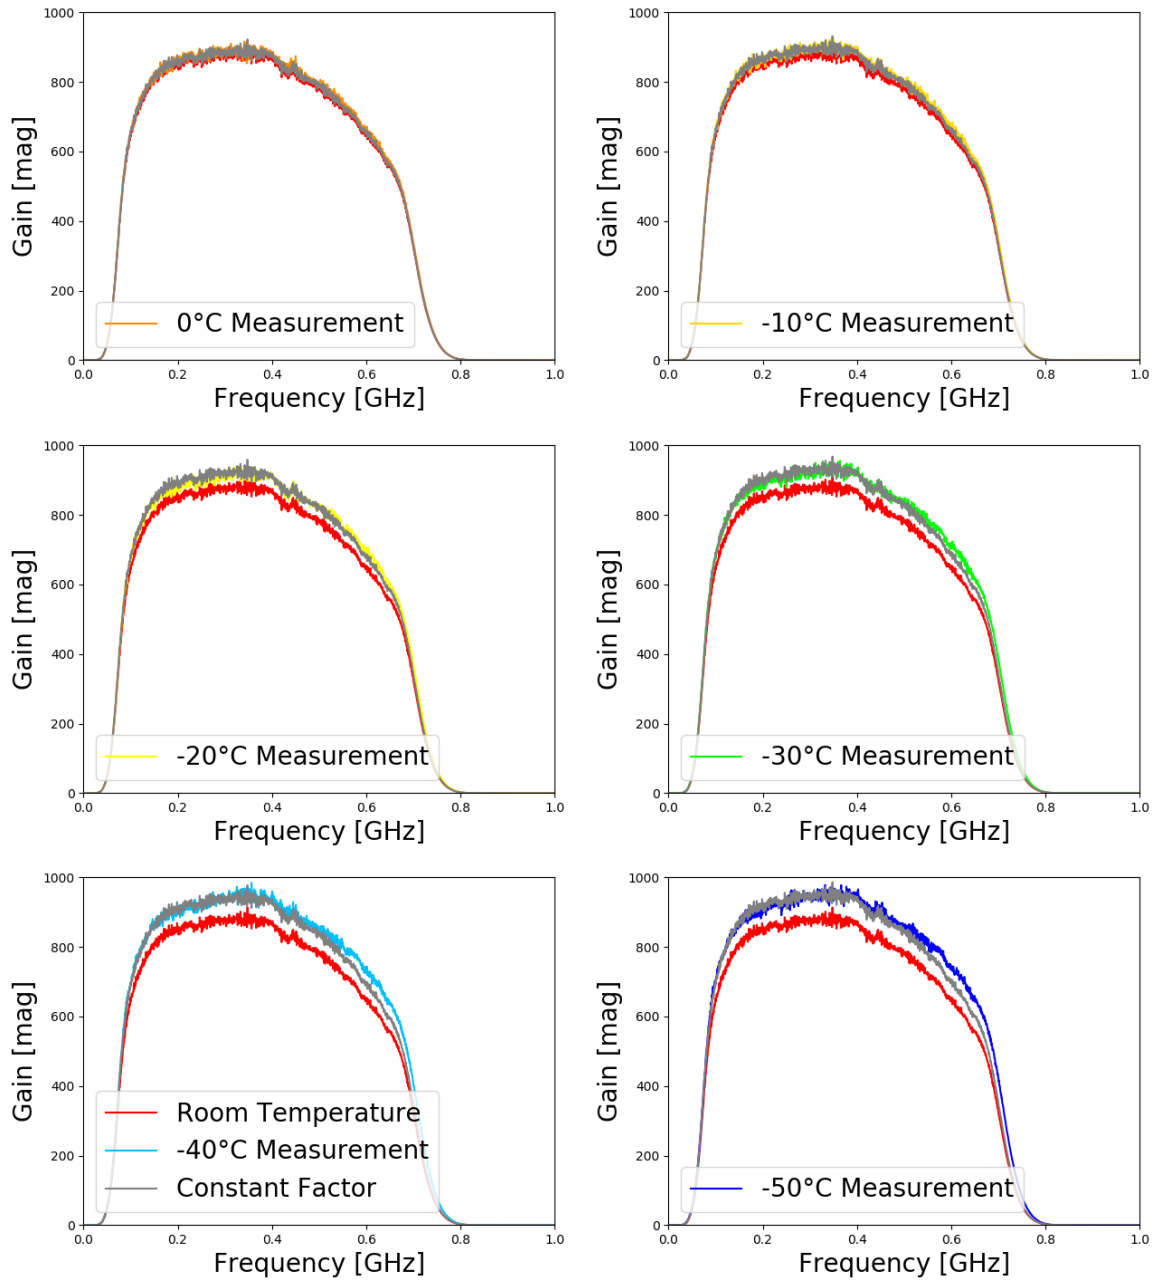 1000
800
600
400
200
0
Gain [mag]
0°C Measurement
0.0 0.2 0.4 0.6 0.8 1.0
Frequency [GHz]
1000
800
600
400
200
0
Gain [mag]
-10°C Measurement
0.0 0.2 0.4 0.6 0.8 1.0
Frequency [GHz]
1000
800
600
400
200
0
Gain [mag]
-20°C Measurement
0.0 0.2 0.4 0.6 0.8 1.0
Frequency [GHz]
1000
800
600
400
200
0
Gain [mag]
-30°C Measurement
0.0 0.2 0.4 0.6 0.8 1.0
Frequency [GHz]
1000
800
600
400
200
0
Gain [mag]
Room Temperature
-40°C Measurement
Constant Factor
0.0 0.2 0.4 0.6 0.8 1.0
Frequency [GHz]
1000
800
600
400
200
0
Gain [mag]
-50°C Measurement
0.0 0.2 0.4 0.6 0.8 1.0
Frequency [GHz]